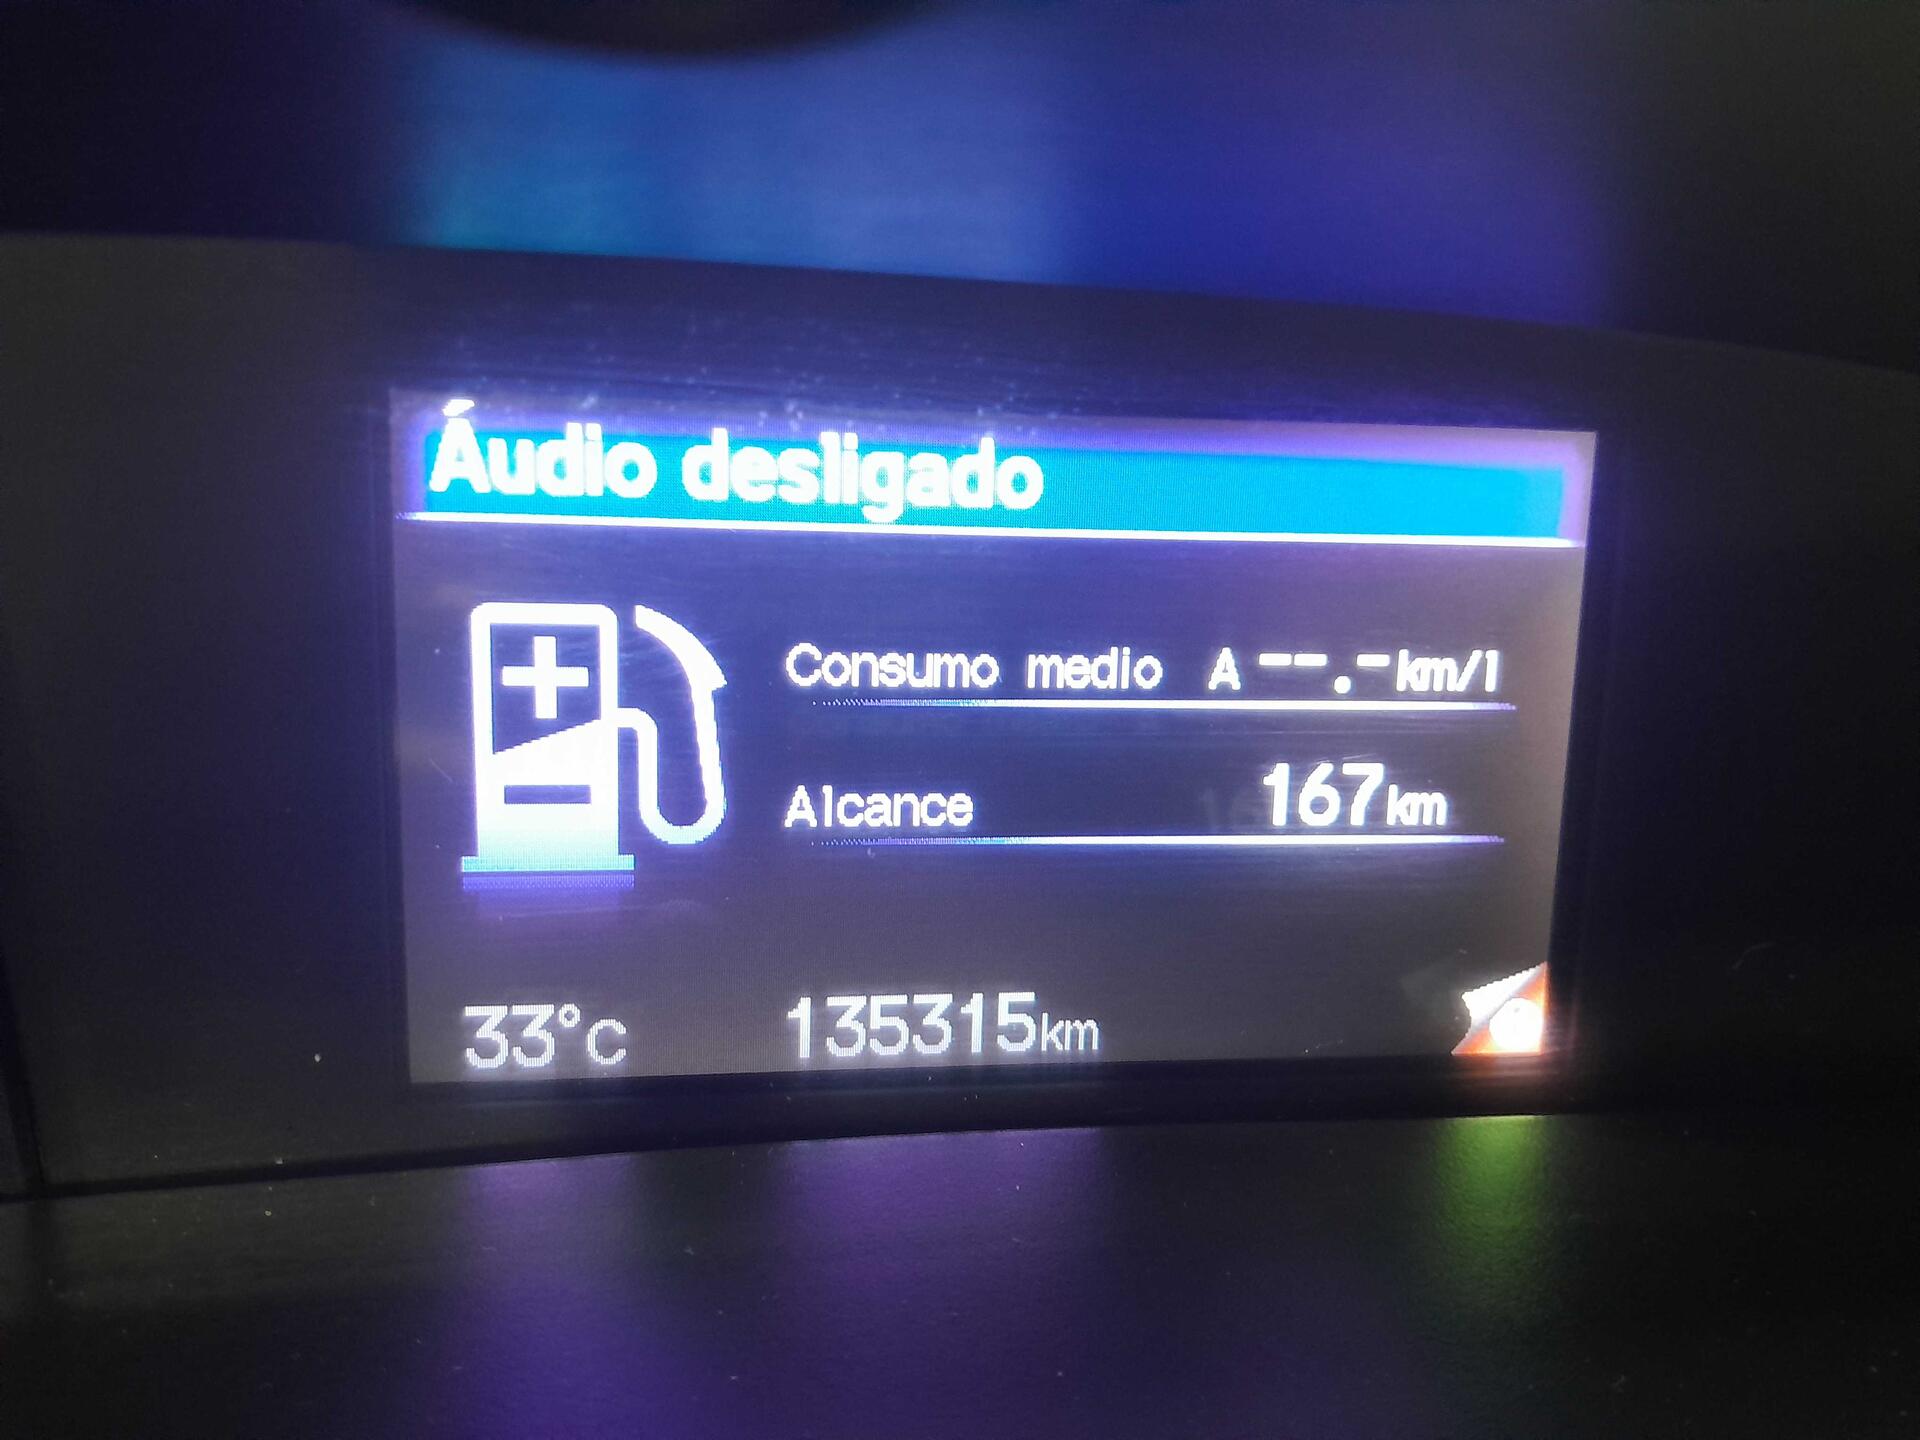 Áudio desligado
Consumo medio A --.-km/l
Alcance 167km
33°C 135315km